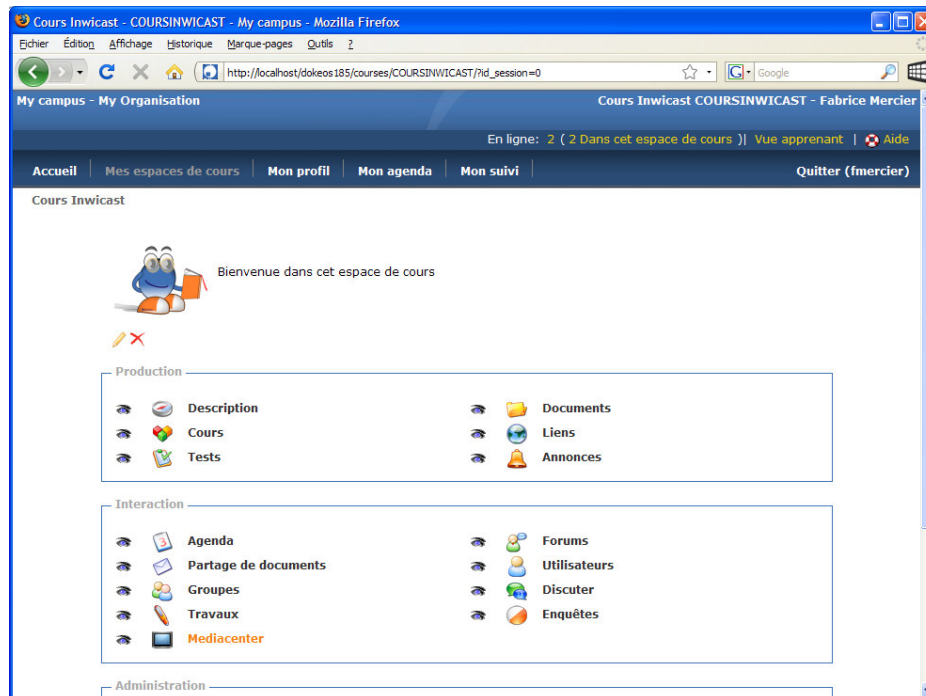 Cours Inwicast - COURSINWICAST - My campus - Mozilla Firefox
Fichier Édition Affichage Historique Marque-pages Outils ?
http://localhost/dokeos185/courses/COURSINWICAST/?id_session=0 G Google
My campus - My Organisation Cours Inwicast COURSINWICAST - Fabrice Mercier
En ligne: 2 ( 2 Dans cet espace de cours )| Vue apprenant | Aide
Accueil Mes espaces de cours Mon profil Mon agenda Mon suivi Quitter (fmercier)
Cours Inwicast
Bienvenue dans cet espace de cours
Production
Description Documents
Cours Liens
Tests Annonces
Interaction
3 Agenda Forums
Partage de documents Utilisateurs
Groupes Discuter
Travaux Enquêtes
Mediacenter
Administration